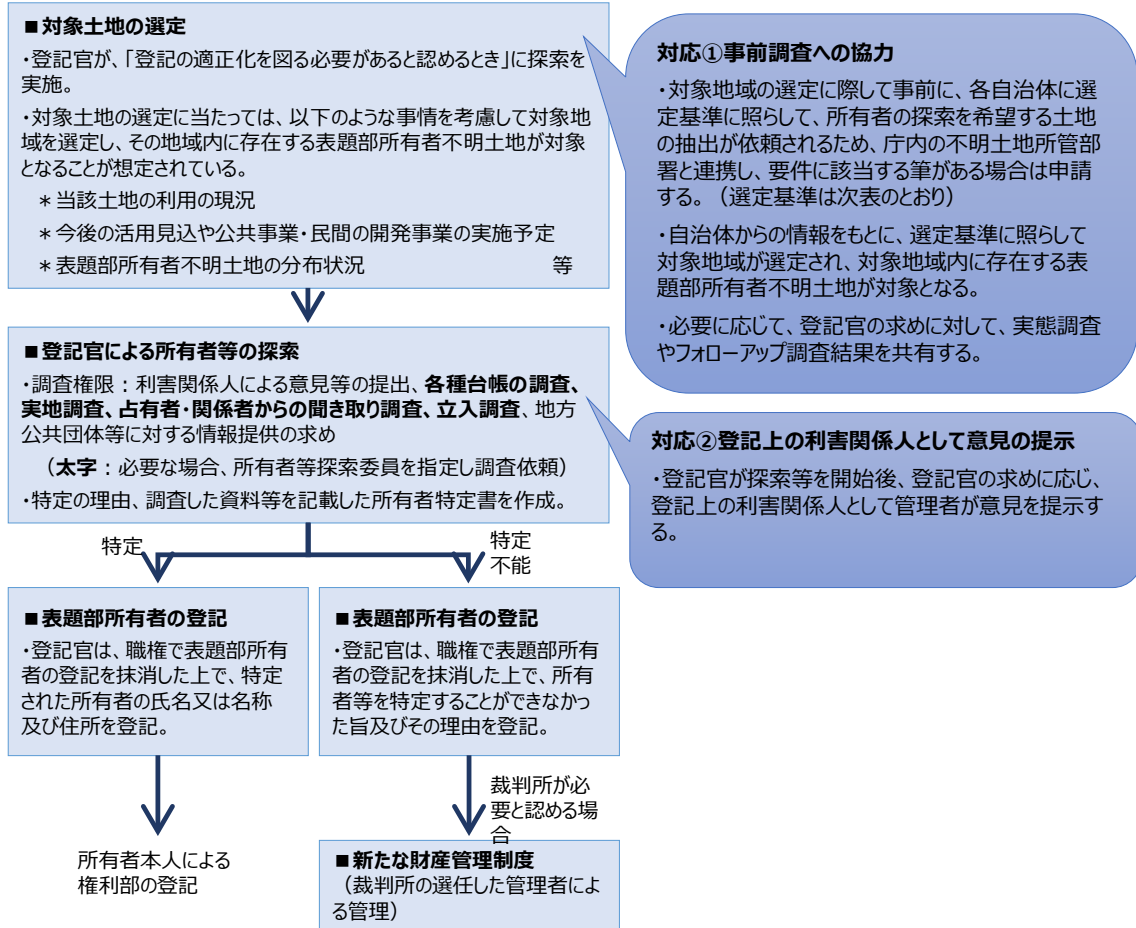 ■対象土地の選定
・登記官が、「登記の適正化を図る必要があると認めるとき」に探索を
実施。
・対象土地の選定に当たっては、以下のような事情を考慮して対象地
域を選定し、その地域内に存在する表題部所有者不明土地が対象
となることが想定されている。
＊当該土地の利用の現況
＊今後の活用見込や公共事業・民間の開発事業の実施予定
＊表題部所有者不明土地の分布状況　等
対応①事前調査への協力
・対象地域の選定に際して事前に、各自治体に選
定基準に照らして、所有者の探索を希望する土地
の抽出が依頼されるため、庁内の不明土地所管部
署と連携し、要件に該当する筆がある場合は申請
する。（選定基準は次表のとおり）
・自治体からの情報をもとに、選定基準に照らして
対象地域が選定され、対象地域内に存在する表
題部所有者不明土地が対象となる。
・必要に応じて、登記官の求めに対して、実態調査
やフォローアップ調査結果を共有する。
■登記官による所有者等の探索
・調査権限：利害関係人による意見等の提出、各種台帳の調査、
実地調査、占有者・関係者からの聞き取り調査、立入調査、地方
公共団体等に対する情報提供の求め
（太字：必要な場合、所有者等探索委員を指定し調査依頼）
・特定の理由、調査した資料等を記載した所有者特定書を作成。
対応②登記上の利害関係人として意見の提示
・登記官が探索等を開始後、登記官の求めに応じ、
登記上の利害関係人として管理者が意見を提示す
る。
特定
特定
不能
■表題部所有者の登記
・登記官は、職権で表題部所有
者の登記を抹消した上で、特定
された所有者の氏名又は名称
及び住所を登記。
■表題部所有者の登記
・登記官は、職権で表題部所有
者の登記を抹消した上で、所有
者等を特定することができなかっ
た旨及びその理由を登記。
裁判所が必
要と認める場
合
所有者本人による
権利部の登記
■新たな財産管理制度
（裁判所の選任した管理者によ
る管理）